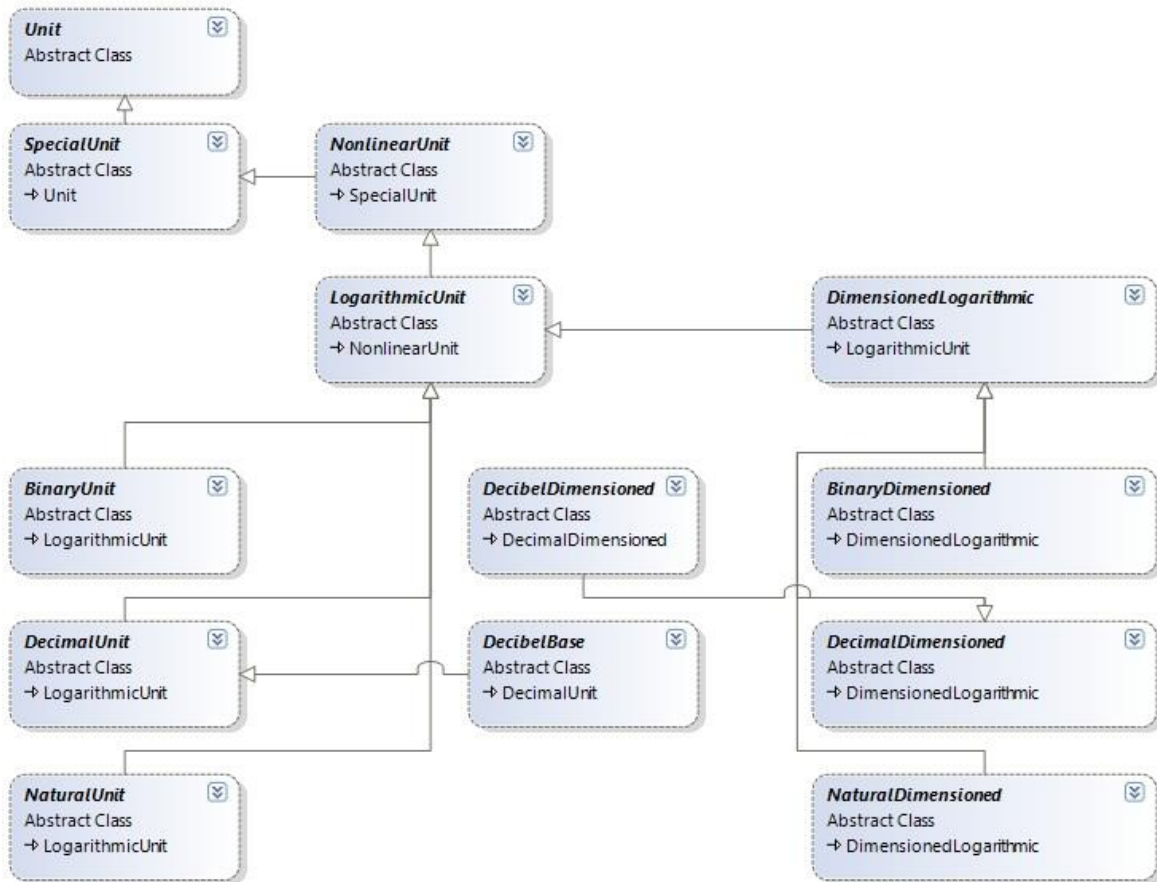 Unit
Abstract Class
SpecialUnit
Abstract Class
Unit
NonlinearUnit
Abstract Class
SpecialUnit
LogarithmicUnit
Abstract Class
NonlinearUnit
DimensionedLogarithmic
Abstract Class
LogarithmicUnit
BinaryUnit
Abstract Class
LogarithmicUnit
DecibelDimensioned
Abstract Class
DecimalDimensioned
BinaryDimensioned
Abstract Class
DimensionedLogarithmic
DecimalUnit
Abstract Class
LogarithmicUnit
DecibelBase
Abstract Class
DecimalUnit
DecimalDimensioned
Abstract Class
DimensionedLogarithmic
NaturalUnit
Abstract Class
LogarithmicUnit
NaturalDimensioned
Abstract Class
DimensionedLogarithmic